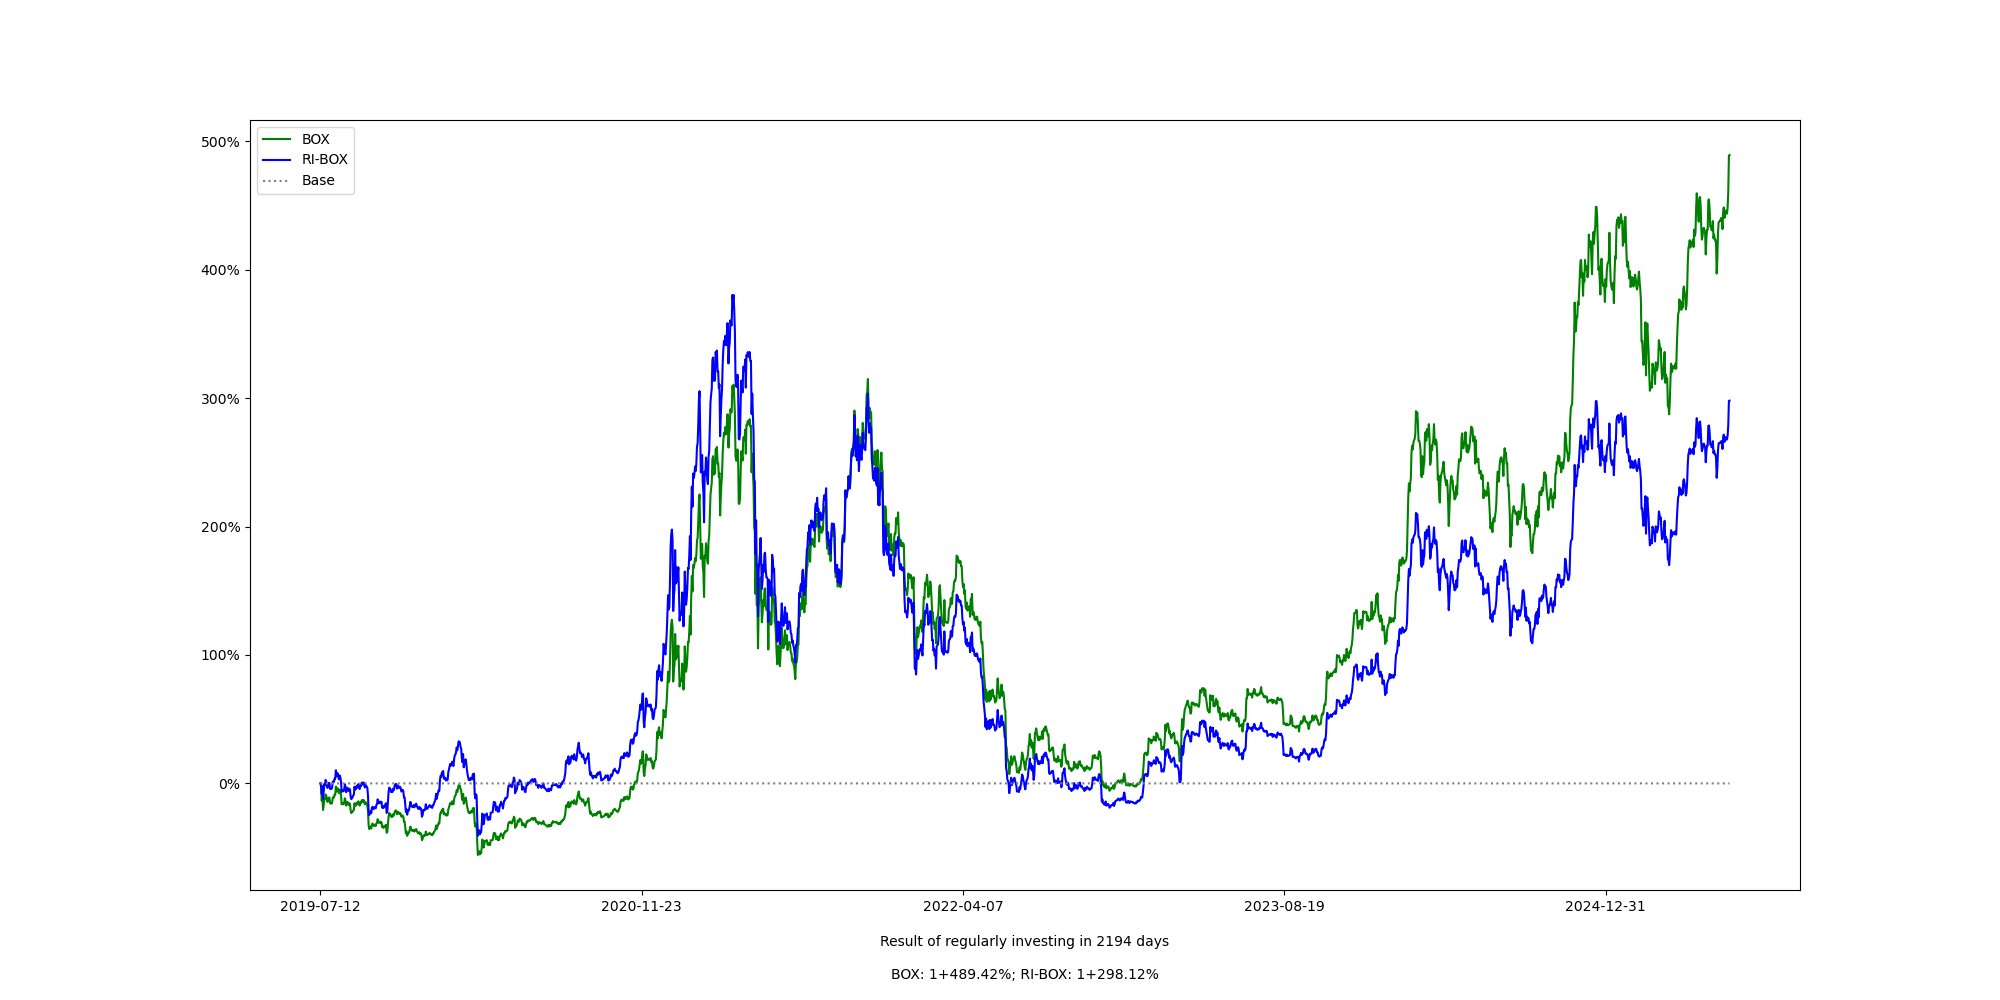 500%
400%
300%
200%
100%
0%
BOX
RI-BOX
Base
2019-07-12 2020-11-23 2022-04-07 2023-08-19 2024-12-31
Result of regularly investing in 2194 days
BOX: 1+489.42%; RI-BOX: 1+298.12%